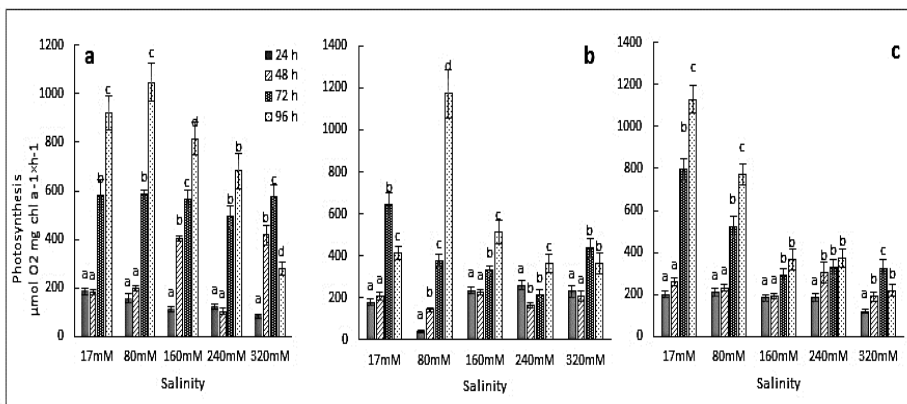 a
Photosynthesis
µmol O2 mg chl a -1×h-1
1200
1000
800
600
400
200
0
24 h
48 h
72 h
96 h
a a b c
a a b c
a b c d
a a b b
a b c d
17mM 80mM 160mM 240mM 320mM
Salinity
b
1400
1200
1000
800
600
400
200
0
a a b c
a b c d
a a b c
a b b c
a a b b
17mM 80mM 160mM 240mM 320mM
Salinity
c
1400
1200
1000
800
600
400
200
0
a a b c
a a b c
a a b b
a b b b
a b c b
17mM 80mM 160mM 240mM 320mM
Salinity